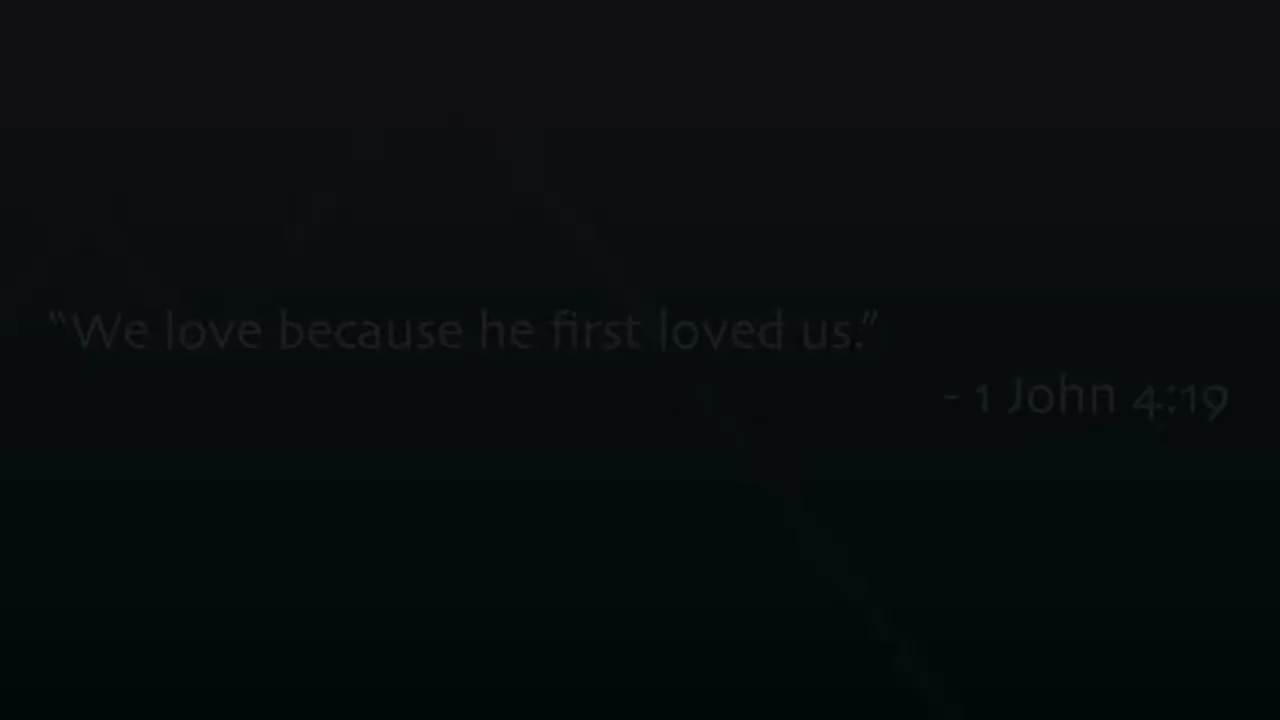 “We love because he first loved us.”
- 1 John 4:19